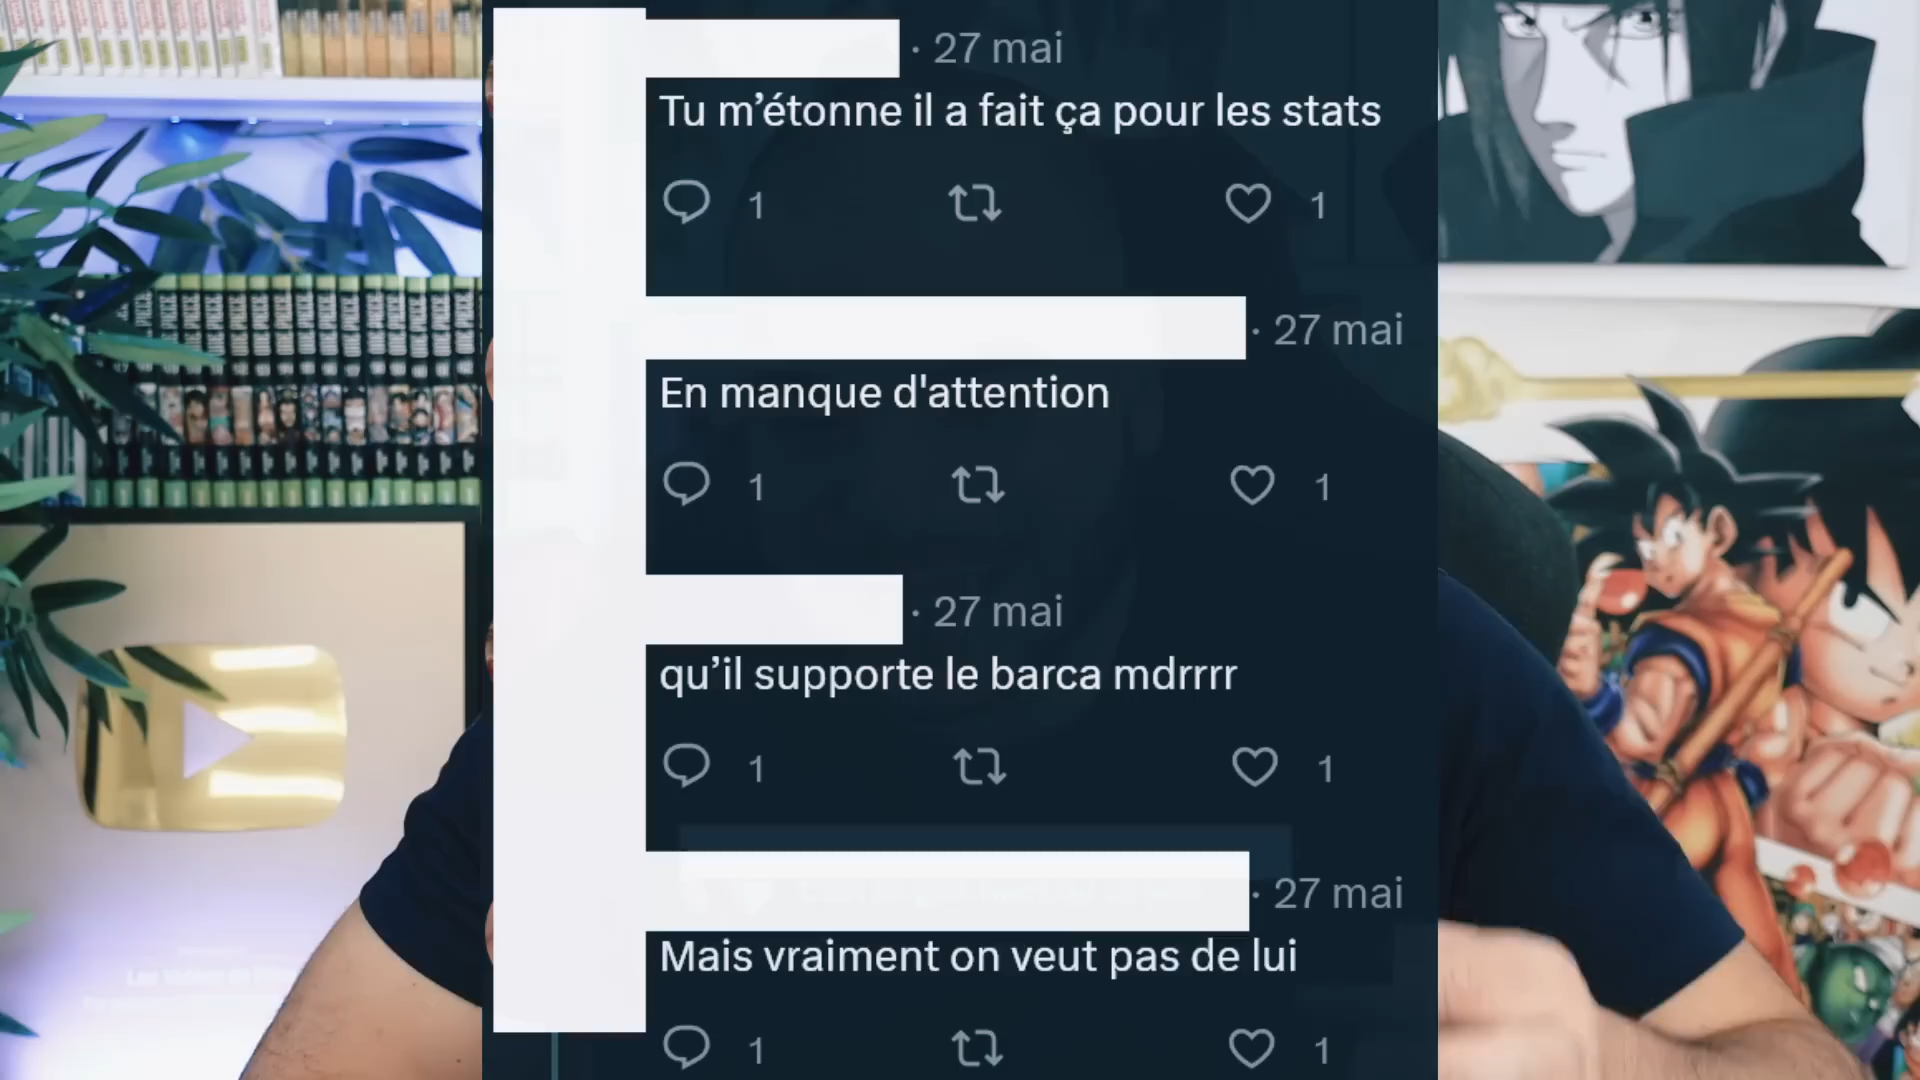 · 27 mai
Tu m’étonne il a fait ça pour les stats
1 1
· 27 mai
En manque d'attention
1 1
· 27 mai
qu’il supporte le barca mdrrrr
1 1
· 27 mai
Mais vraiment on veut pas de lui
1 1